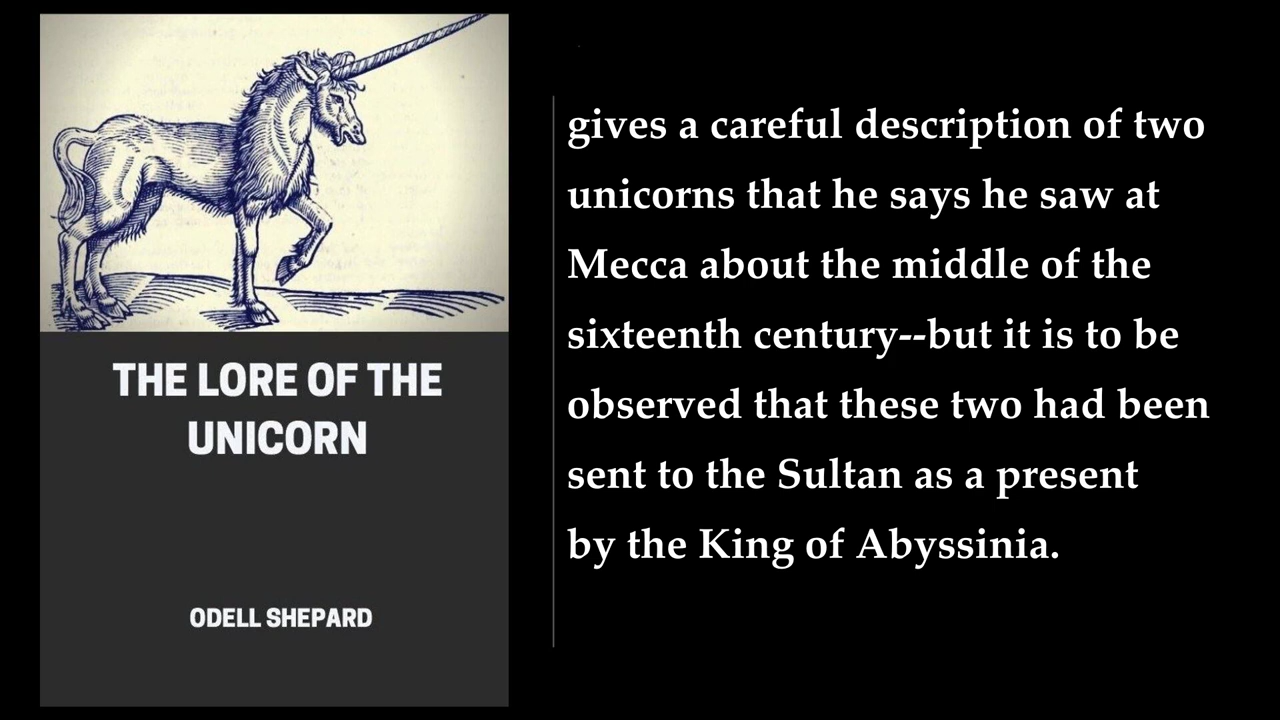 THE LORE OF THE
UNICORN
ODELL SHEPARD
gives a careful description of two
unicorns that he says he saw at
Mecca about the middle of the
sixteenth century--but it is to be
observed that these two had been
sent to the Sultan as a present
by the King of Abyssinia.